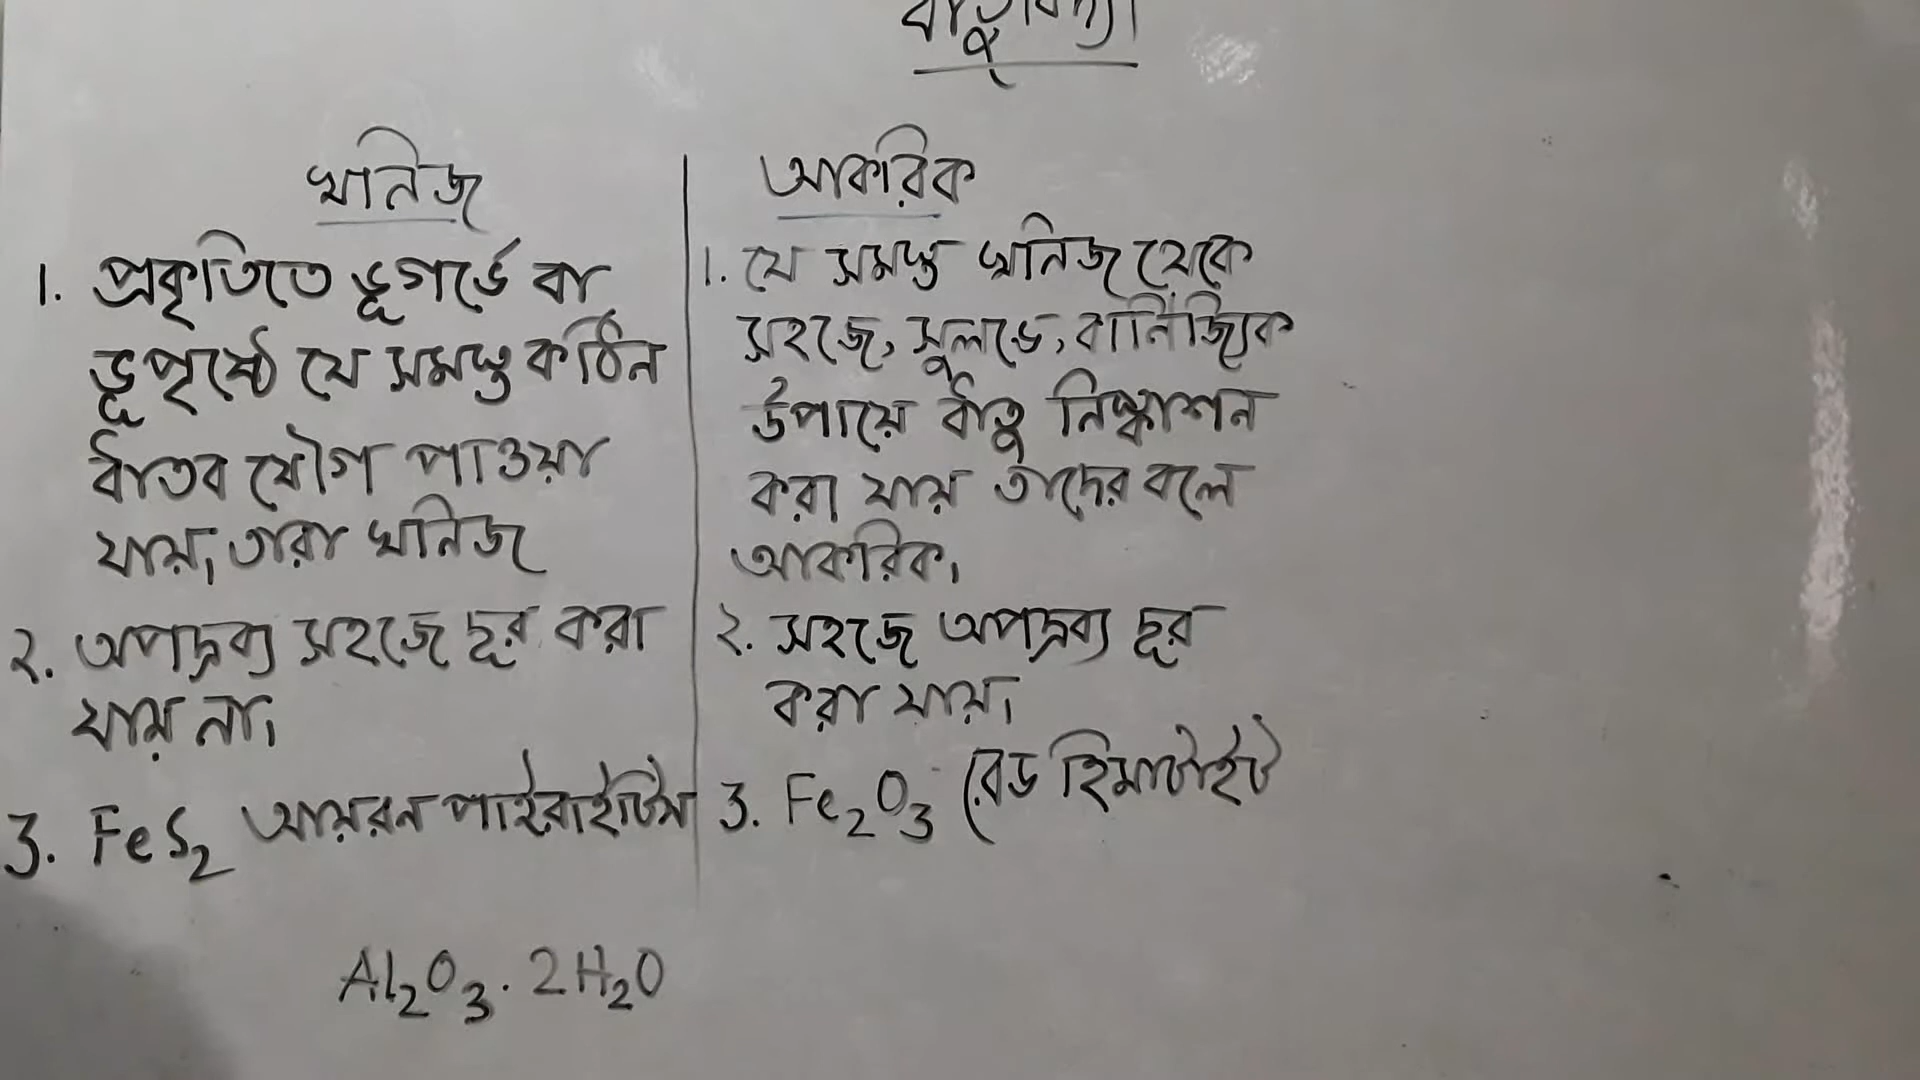 ধাতুবিদ্যা
খনিজ
1. প্রকৃতিতে ভূগর্ভে বা
ভূপৃষ্ঠে যে সমস্ত কঠিন
ধাতব যৌগ পাওয়া
যায়, তারা খনিজ
২. অপদ্রব্য সহজে দূর করা
যায় না।
3. FeS₂ আয়রন পাইরাইটিস
আকরিক
1. যে সমস্ত খনিজ থেকে
সহজে, সুলভে, বানিজ্যিক
উপায়ে ধাতু নিষ্কাশন
করা যায় তাদের বলে
আকরিক।
২. সহজে অপদ্রব্য দূর
করা যায়।
3. Fe₂O₃ (রেড হিমাটাইট
Al₂O₃. 2H₂O